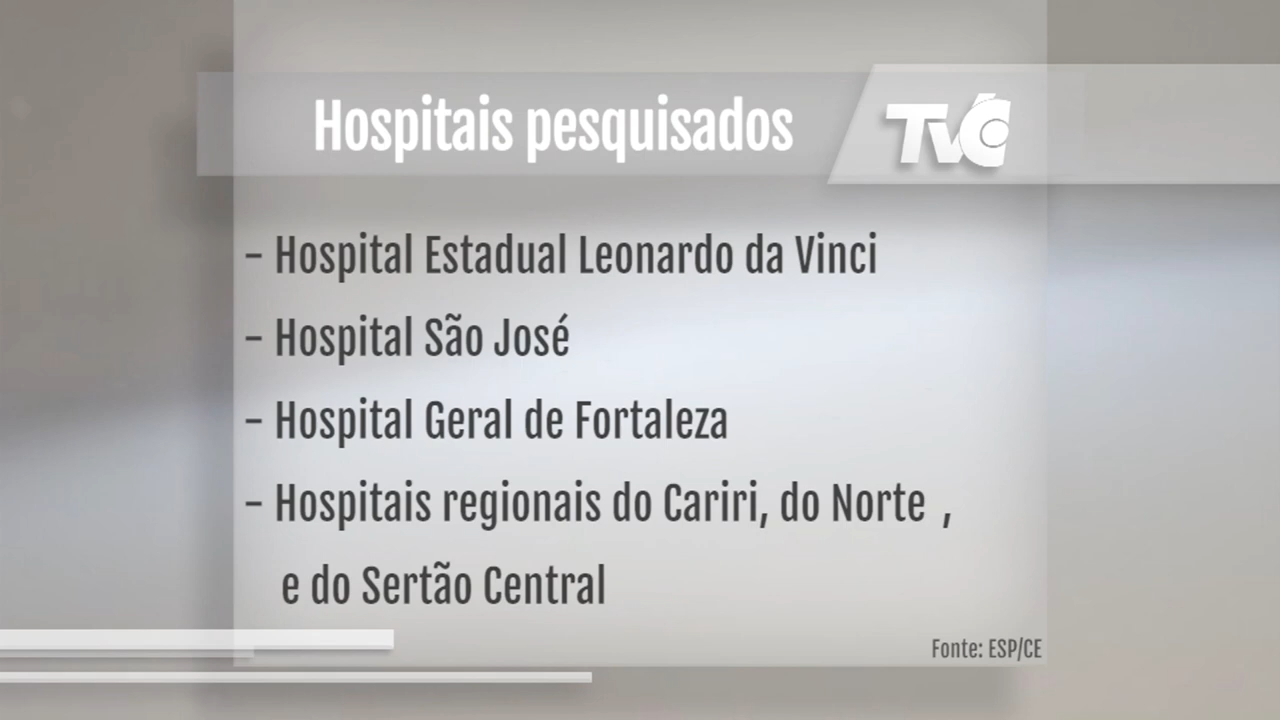 Hospitais pesquisados
TvC
- Hospital Estadual Leonardo da Vinci
- Hospital São José
- Hospital Geral de Fortaleza
- Hospitais regionais do Cariri, do Norte ,
e do Sertão Central
Fonte: ESP/CE